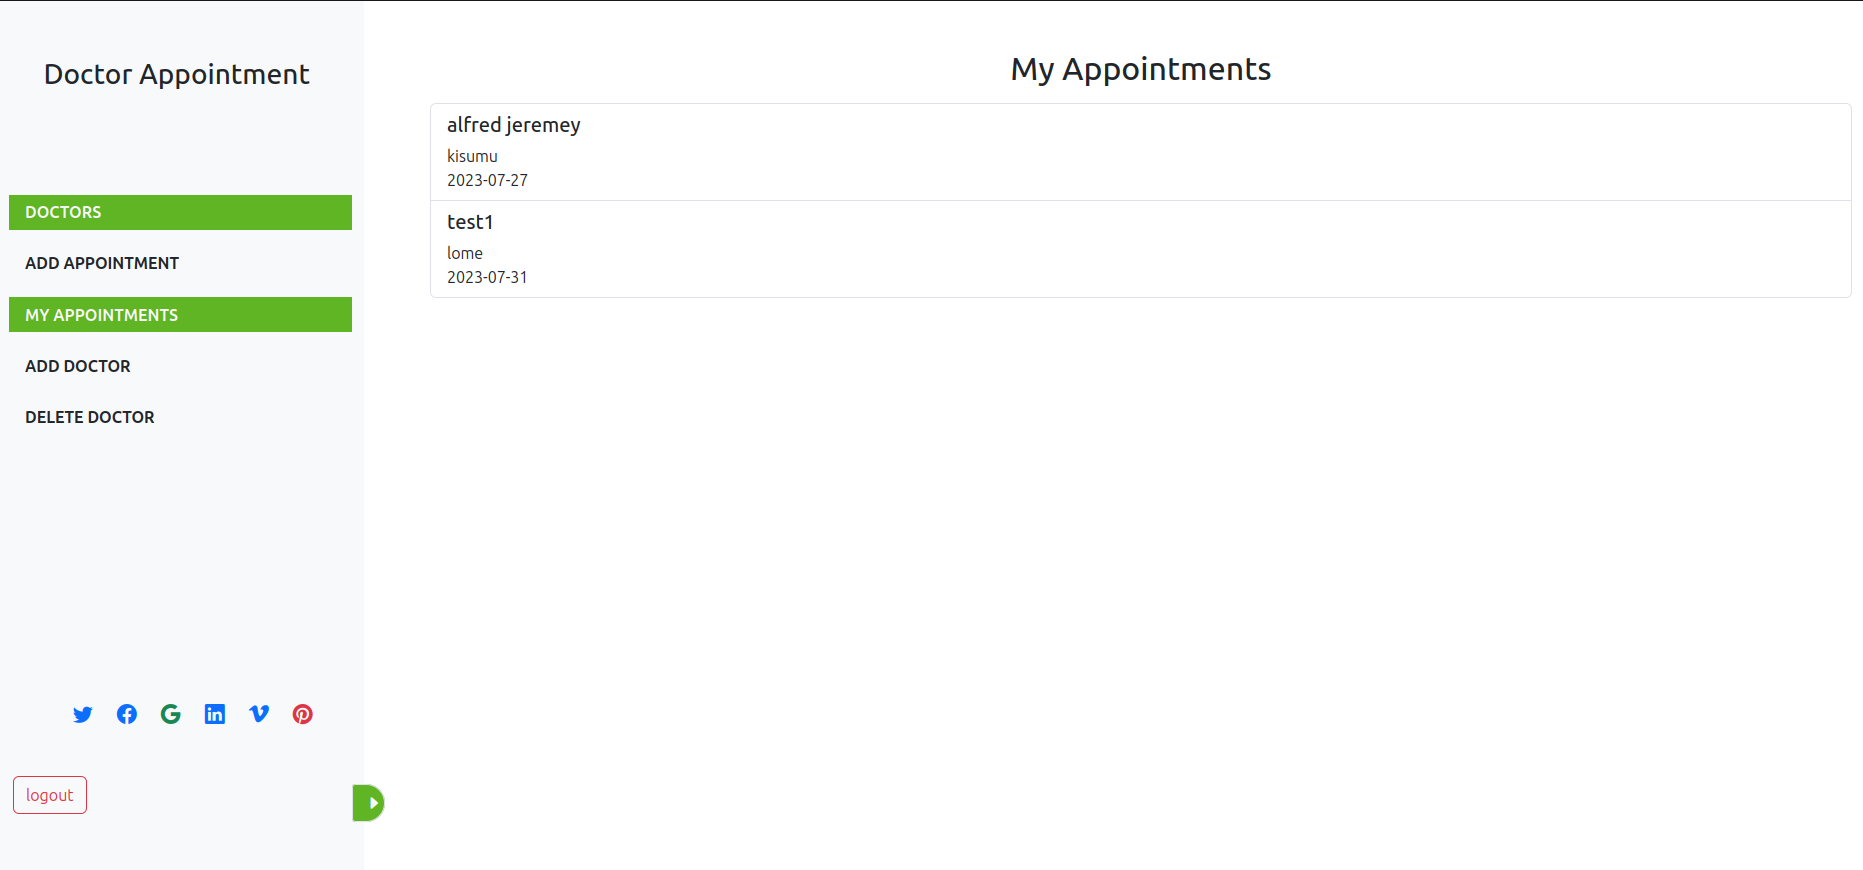 Doctor Appointment
DOCTORS
ADD APPOINTMENT
MY APPOINTMENTS
ADD DOCTOR
DELETE DOCTOR
logout
My Appointments
alfred jeremey
kisumu
2023-07-27
test1
lome
2023-07-31